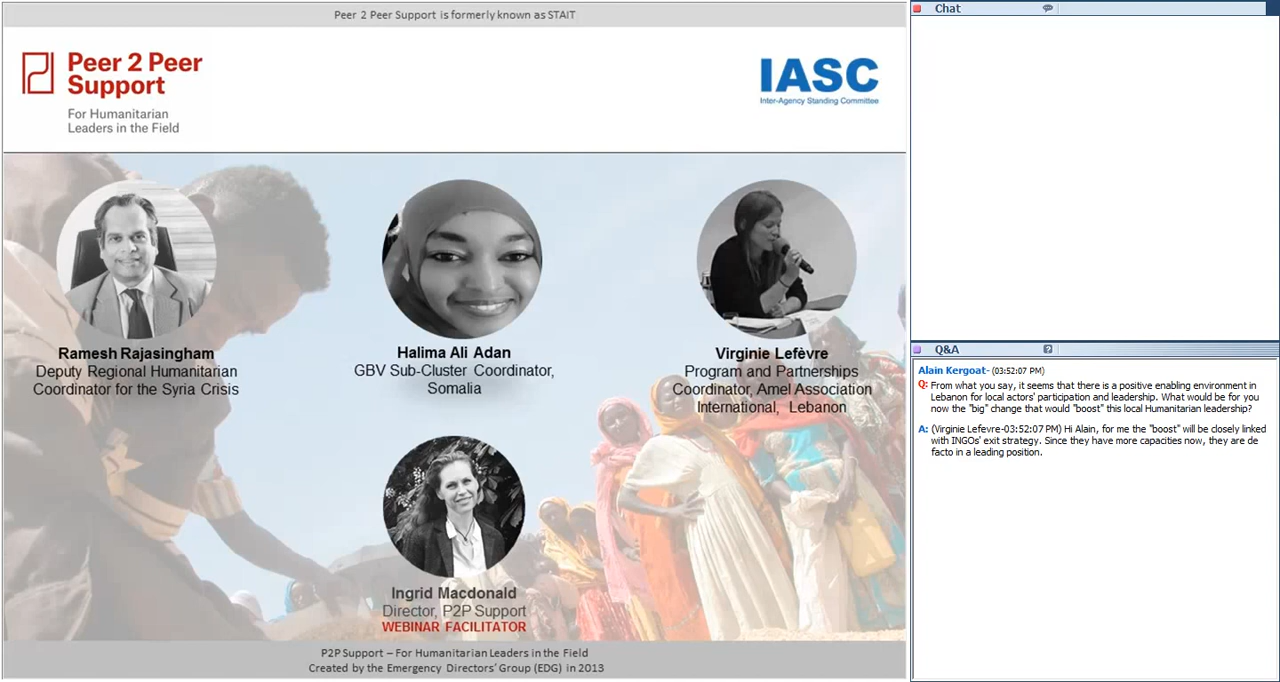 Peer 2 Peer Support is formerly known as STAIT
Peer 2 Peer
Support
For Humanitarian
Leaders in the Field
IASC
Inter-Agency Standing Committee
Ramesh Rajasingham
Deputy Regional Humanitarian
Coordinator for the Syria Crisis
Halima Ali Adan
GBV Sub-Cluster Coordinator,
Somalia
Virginie Lefèvre
Program and Partnerships
Coordinator, Amel Association
International, Lebanon
Ingrid Macdonald
Director, P2P Support
WEBINAR FACILITATOR
P2P Support – For Humanitarian Leaders in the Field
Created by the Emergency Directors' Group (EDG) in 2013
Chat
Q&A
?
Alain Kergoat- (03:52:07 PM)
Q: From what you say, it seems that there is a positive enabling environment in
Lebanon for local actors' participation and leadership. What would be for you
now the "big" change that would "boost" this local Humanitarian leadership?
A: (Virginie Lefevre-03:52:07 PM) Hi Alain, for me the "boost" will be closely linked
with INGOs' exit strategy. Since they have more capacities now, they are de
facto in a leading position.